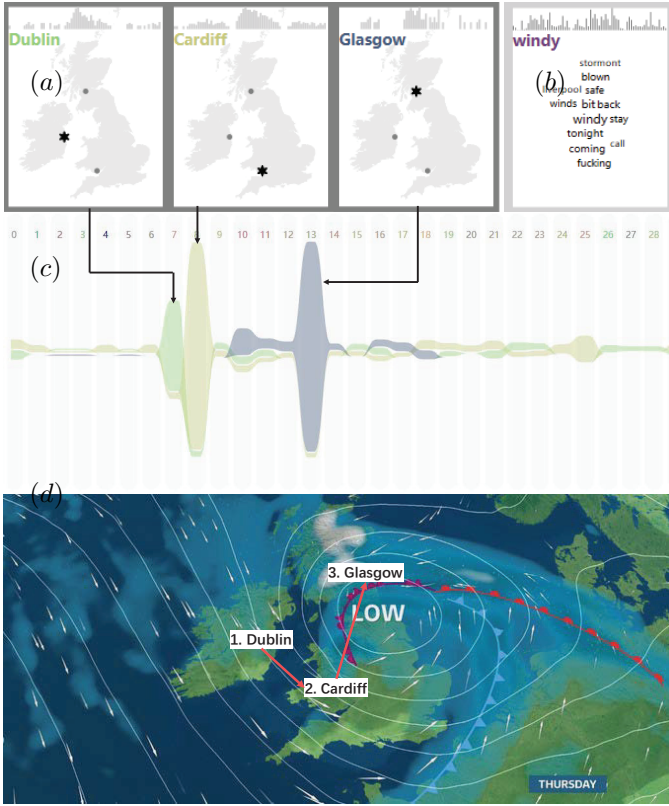 Dublin
Cardiff
Glasgow
windy
(a)
(b)
stormont
blown
liverpool safe
winds bit back
windy stay
tonight
coming call
fucking
0 1 2 3 4 5 6 7 8 9 10 11 12 13 14 15 16 17 18 19 20 21 22 23 24 25 26 27 28
(c)
(d)
3. Glasgow
LOW
1. Dublin
2. Cardiff
THURSDAY